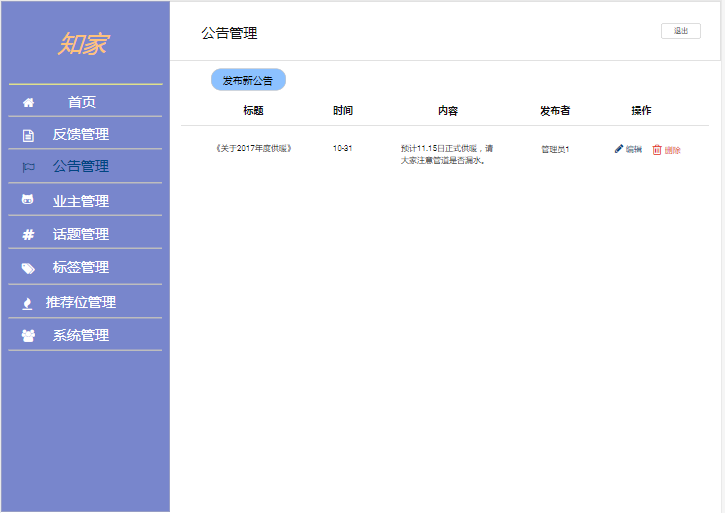 知家
首页
反馈管理
公告管理
业主管理
话题管理
标签管理
推荐位管理
系统管理
公告管理
退出
发布新公告
标题 时间 内容 发布者 操作
《关于2017年度供暖》 10-31 预计11.15日正式供暖，请 管理员1 编辑 删除
大家注意管道是否漏水。